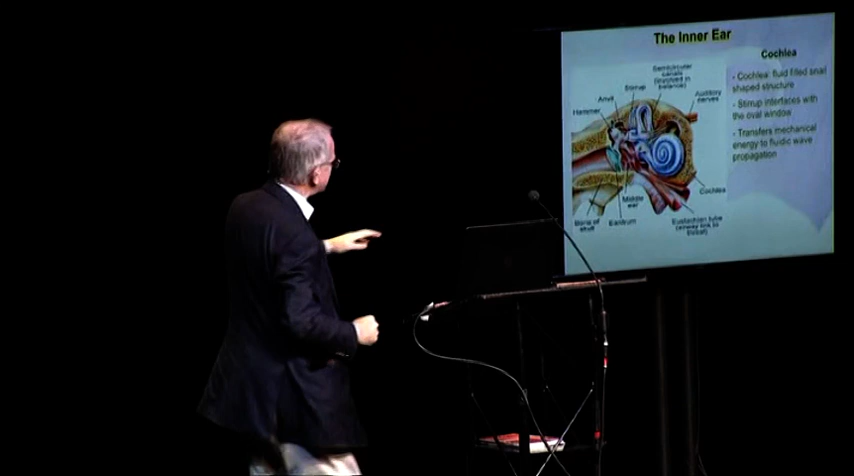 The Inner Ear
Cochlea
- Cochlea: fluid filled snail
shaped structure
- Stirrup interfaces with
the oval window
- Transfers mechanical
energy to fluidic wave
propagation
Semicircular
canals
(involved in
balance)
Stirrup
Anvil
Hammer
Auditory
nerves
Cochlea
Middle
ear
Eustachian tube
(airway link to
throat)
Eardrum
Bone of
skull